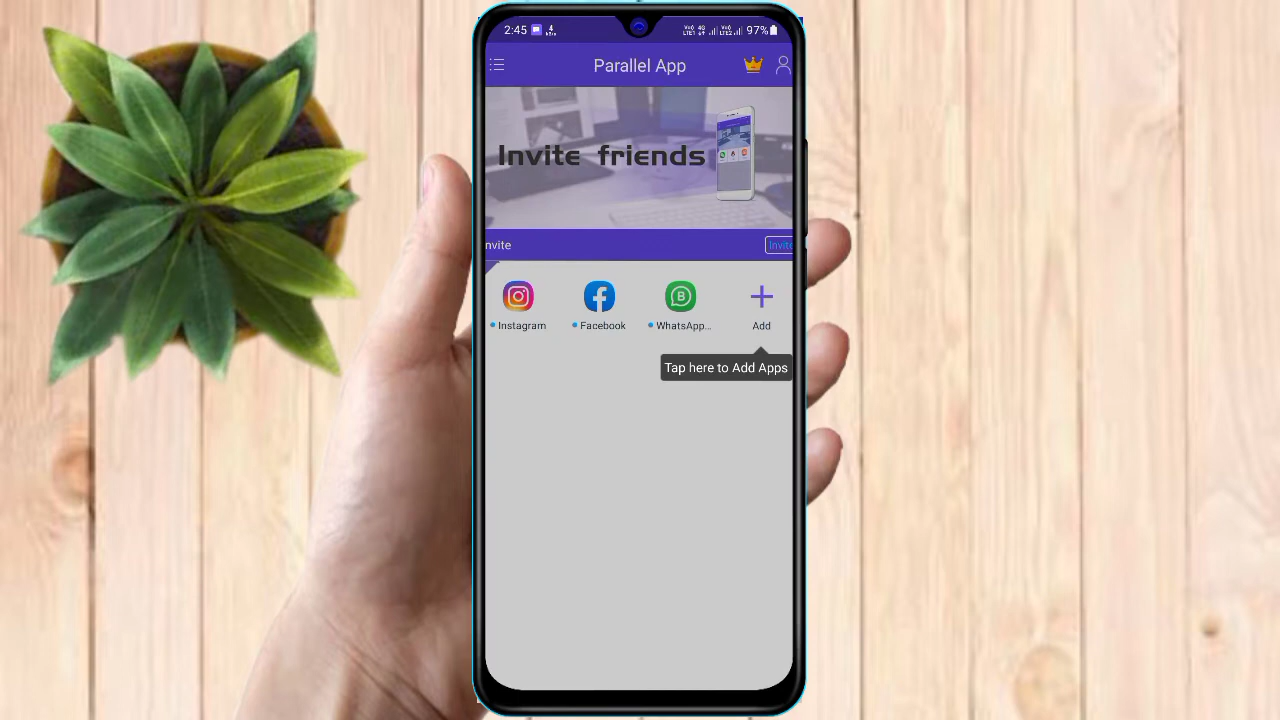 2:45
97%
Parallel App
Invite friends
nvite
Invite
Instagram
Facebook
WhatsApp...
Add
Tap here to Add Apps